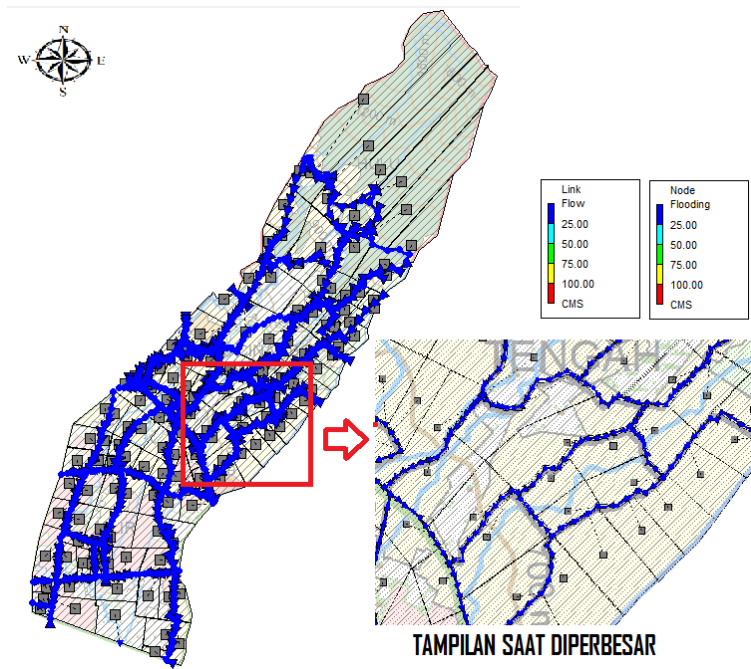 N
W E
S
Link
Flow
25.00
50.00
75.00
100.00
CMS
Node
Flooding
25.00
50.00
75.00
100.00
CMS
TENGAH
TAMPILAN SAAT DIPERBESAR